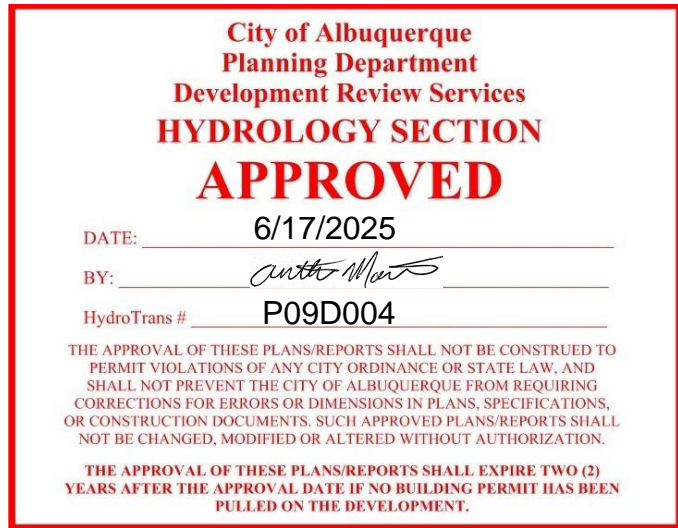 City of Albuquerque
Planning Department
Development Review Services
HYDROLOGY SECTION
APPROVED
DATE: 6/17/2025
BY:
HydroTrans # P09D004
THE APPROVAL OF THESE PLANS/REPORTS SHALL NOT BE CONSTRUED TO
PERMIT VIOLATIONS OF ANY CITY ORDINANCE OR STATE LAW, AND
SHALL NOT PREVENT THE CITY OF ALBUQUERQUE FROM REQUIRING
CORRECTIONS FOR ERRORS OR DIMENSIONS IN PLANS, SPECIFICATIONS,
OR CONSTRUCTION DOCUMENTS. SUCH APPROVED PLANS/REPORTS SHALL
NOT BE CHANGED, MODIFIED OR ALTERED WITHOUT AUTHORIZATION.
THE APPROVAL OF THESE PLANS/REPORTS SHALL EXPIRE TWO (2)
YEARS AFTER THE APPROVAL DATE IF NO BUILDING PERMIT HAS BEEN
PULLED ON THE DEVELOPMENT.